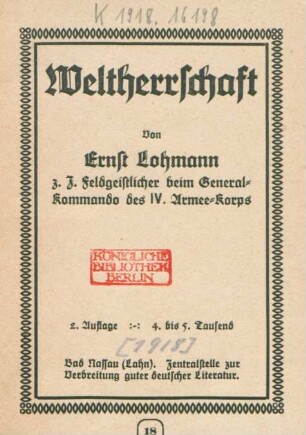 K 1918. 16198
Weltherrschaft
Von
Ernst Lohmann
z. Z. Feldgeistlicher beim General-
Kommando des IV. Armee-Korps
KÖNIGLICHE
BIBLIOTHEK
BERLIN
2. Auflage :-: 4. bis 5. Tausend
[1918]
Bad Nassau (Lahn). Zentralstelle zur
Verbreitung guter deutscher Literatur.
18